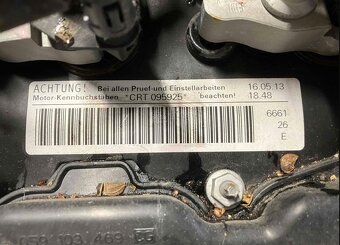 ACHTUNG! Bei allen Pruef-und Einstellarbeiten 16.05.13
Motor-Kennbuchstaben *CRT 095925* beachten! 18.48
6661
26
E